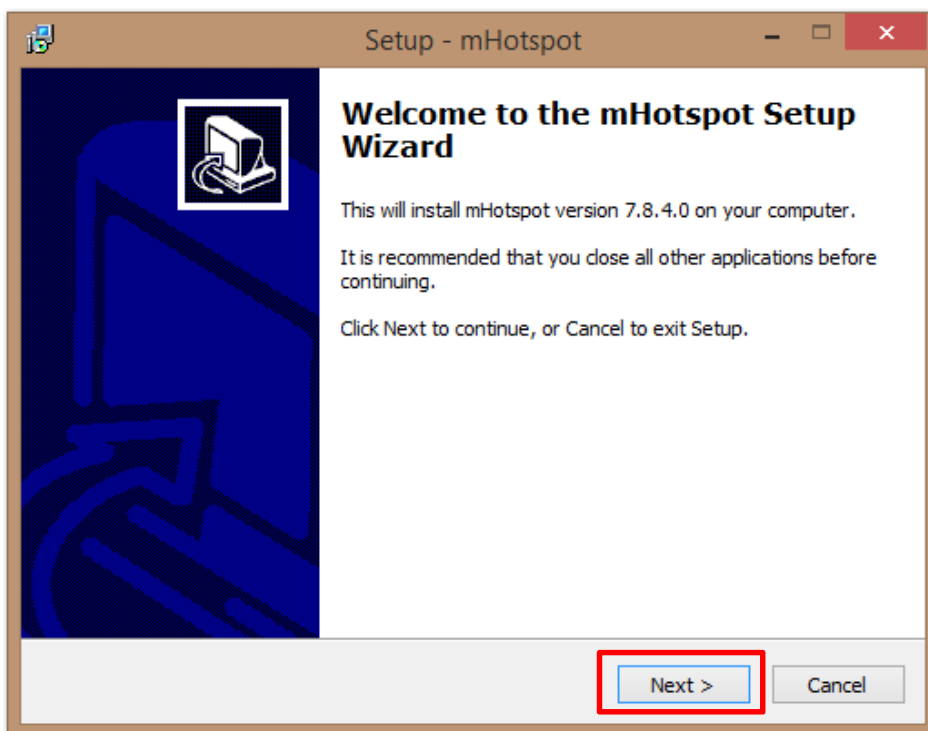 Setup - mHotspot
Welcome to the mHotspot Setup
Wizard
This will install mHotspot version 7.8.4.0 on your computer.
It is recommended that you close all other applications before
continuing.
Click Next to continue, or Cancel to exit Setup.
Next >
Cancel